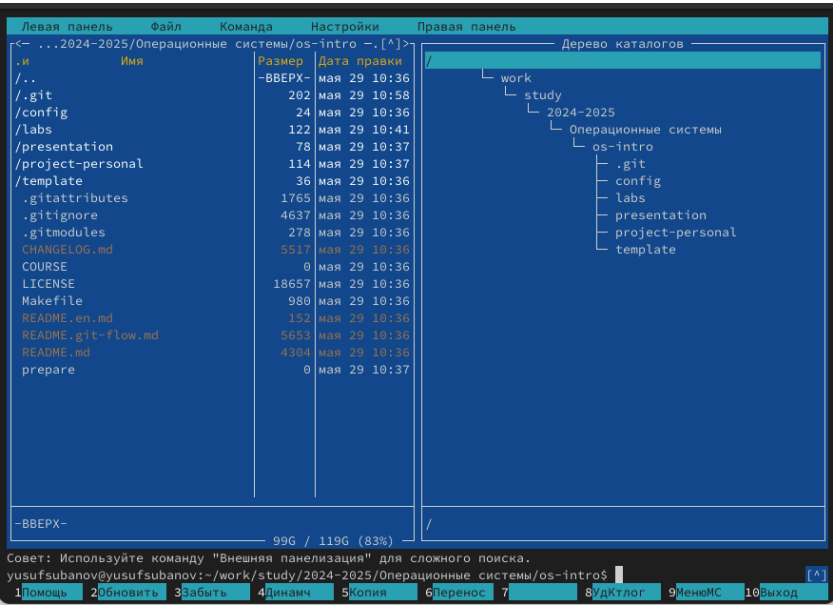 Левая панель Файл Команда Настройки Правая панель
<— ...2024-2025/Операционные системы/os-intro —.[^]>
.и Имя Размер Дата правки
/.. -ВВЕРХ- мая 29 10:36
/.git 202 мая 29 10:58
/config 24 мая 29 10:36
/labs 122 мая 29 10:41
/presentation 78 мая 29 10:37
/project-personal 114 мая 29 10:37
/template 36 мая 29 10:36
.gitattributes 1765 мая 29 10:36
.gitignore 4637 мая 29 10:36
.gitmodules 278 мая 29 10:36
CHANGELOG.md 5517 мая 29 10:36
COURSE 0 мая 29 10:36
LICENSE 18657 мая 29 10:36
Makefile 980 мая 29 10:36
README.en.md 152 мая 29 10:36
README.git-flow.md 5653 мая 29 10:36
README.md 4304 мая 29 10:36
prepare 0 мая 29 10:37
-ВВЕРХ-
99G / 119G (83%)
Дерево каталогов
/
work
study
2024-2025
Операционные системы
os-intro
.git
config
labs
presentation
project-personal
template
/
Совет: Используйте команду "Внешняя панелизация" для сложного поиска.
yusufsubanov@yusufsubanov:~/work/study/2024-2025/Операционные системы/os-intro$ [^]
1Помощь 2Обновить 3Забыть 4Динамч 5Копия 6Перенос 7 8УдКтлог 9МенюМС 10Выход